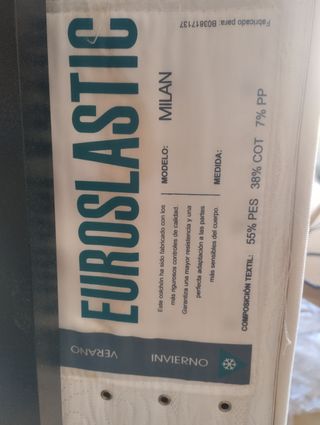 EUROSLASTIC
Este colchón ha sido fabricado con los
más rigurosos controles de calidad.
Garantiza una mayor resistencia y una
perfecta adaptación a las partes
más sensibles del cuerpo.
MODELO:
MILAN
MEDIDA:
COMPOSICIÓN TEXTIL: 55% PES 38% COT 7% PP
Fabricado para: B03617137
VERANO
INVIERNO